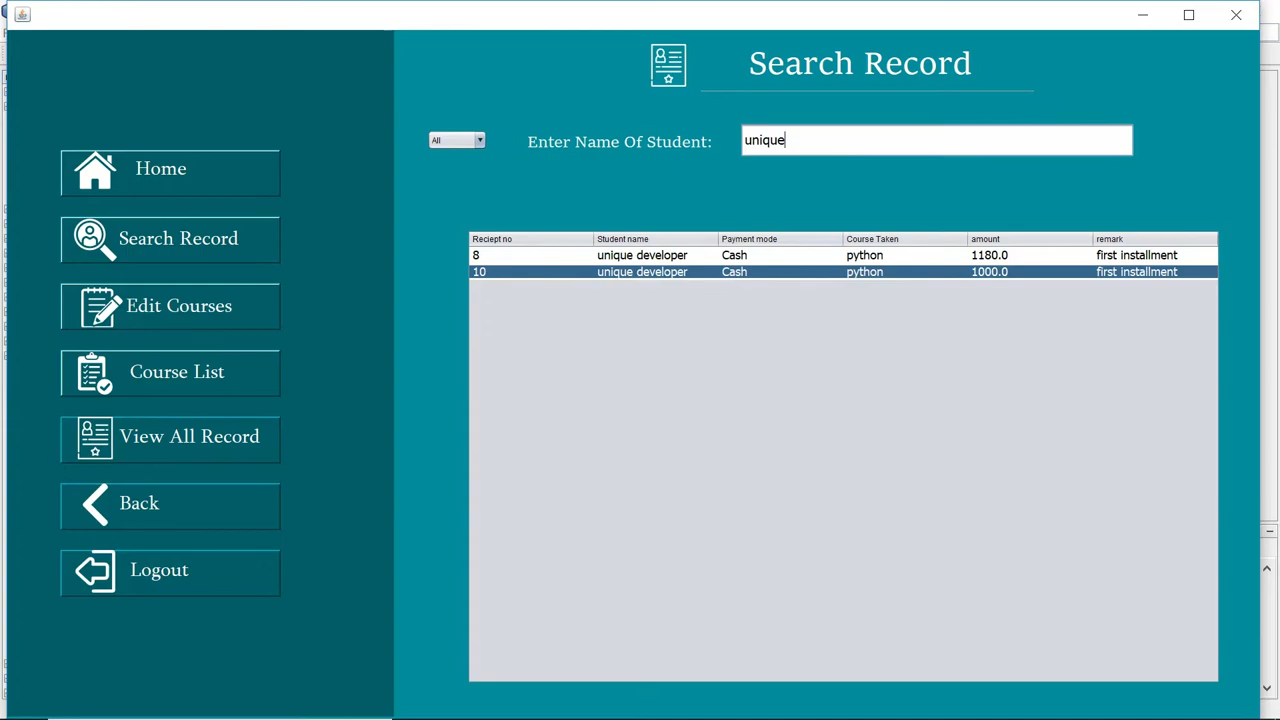 Search Record
All
Enter Name Of Student:
unique
Home
Search Record
Edit Courses
Course List
View All Record
Back
Logout
Reciept no Student name Payment mode Course Taken amount remark
8 unique developer Cash python 1180.0 first installment
10 unique developer Cash python 1000.0 first installment